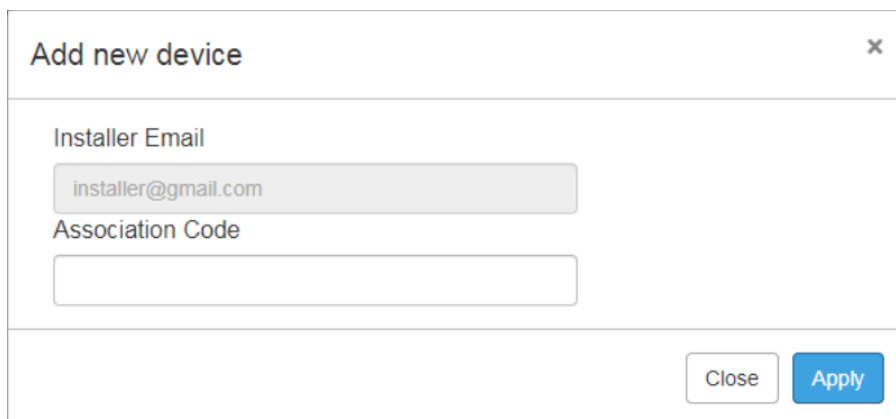 Add new device
×
Installer Email
installer@gmail.com
Association Code
Close
Apply